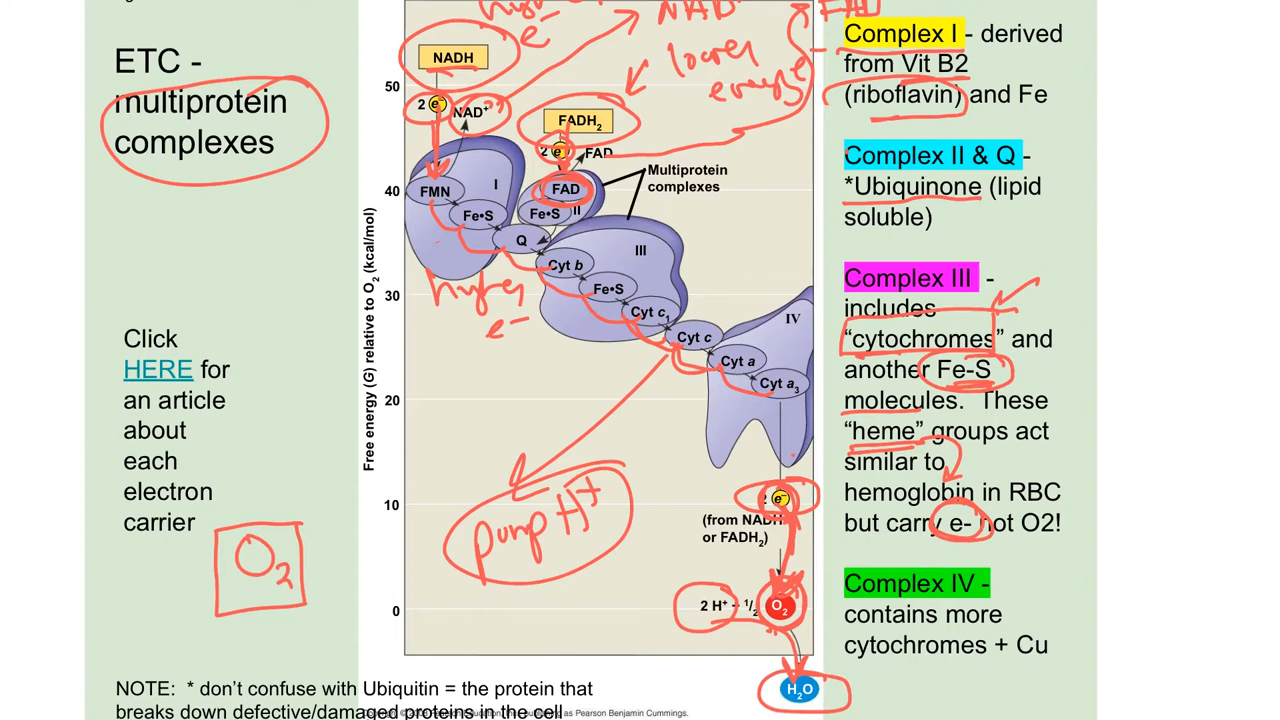 ETC -
multiprotein
complexes
Click
HERE for
an article
about
each
electron
carrier
O2
NOTE: * don't confuse with Ubiquitin = the protein that
breaks down defective/damaged proteins in the cell
e-
NAD+
FAD
lower
energy
NADH
50
2 e-
NAD+
FADH2
2 e-
FAD
Multiprotein
complexes
40
FMN
I
FAD
Fe•S
Fe•S
II
Q
III
Cyt b
Free energy (G) relative to O2 (kcal/mol)
higher
e-
30
Fe•S
Cyt c1
IV
Cyt c
Cyt a
Cyt a3
20
pump H+
10
2 e-
(from NADH
or FADH2)
0
2 H+ + 1/2 O2
H2O
Complex I - derived
from Vit B2
(riboflavin) and Fe
Complex II & Q -
*Ubiquinone (lipid
soluble)
Complex III -
includes
“cytochromes” and
another Fe-S
molecules. These
“heme” groups act
similar to
hemoglobin in RBC
but carry e- not O2!
Complex IV -
contains more
cytochromes + Cu
as Pearson Benjamin Cummings.